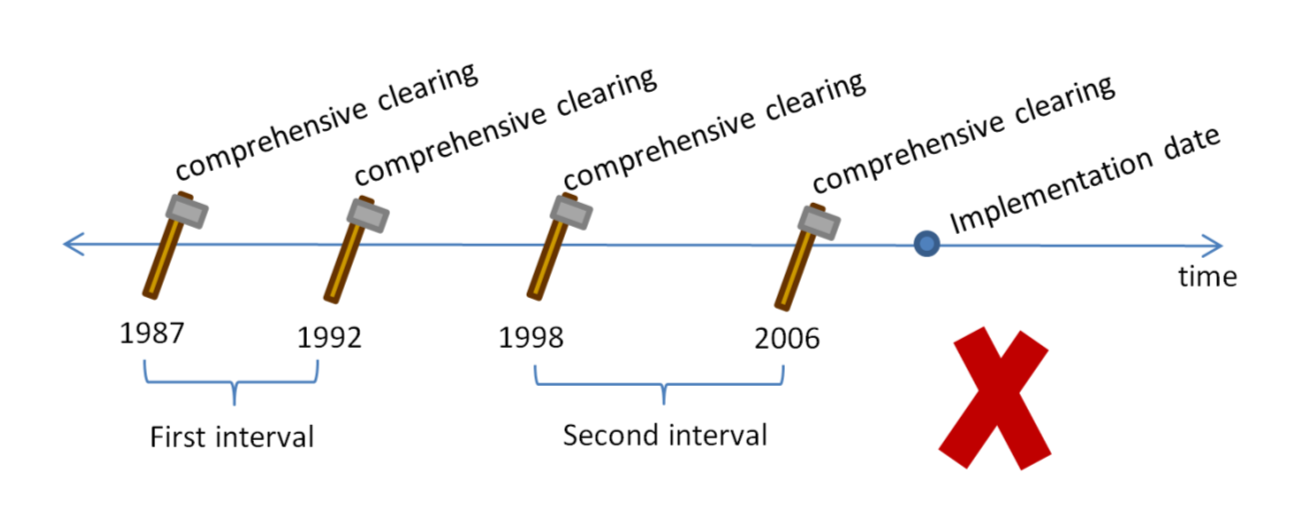 comprehensive clearing
comprehensive clearing
comprehensive clearing
comprehensive clearing
Implementation date
time
1987
1992
1998
2006
First interval
Second interval